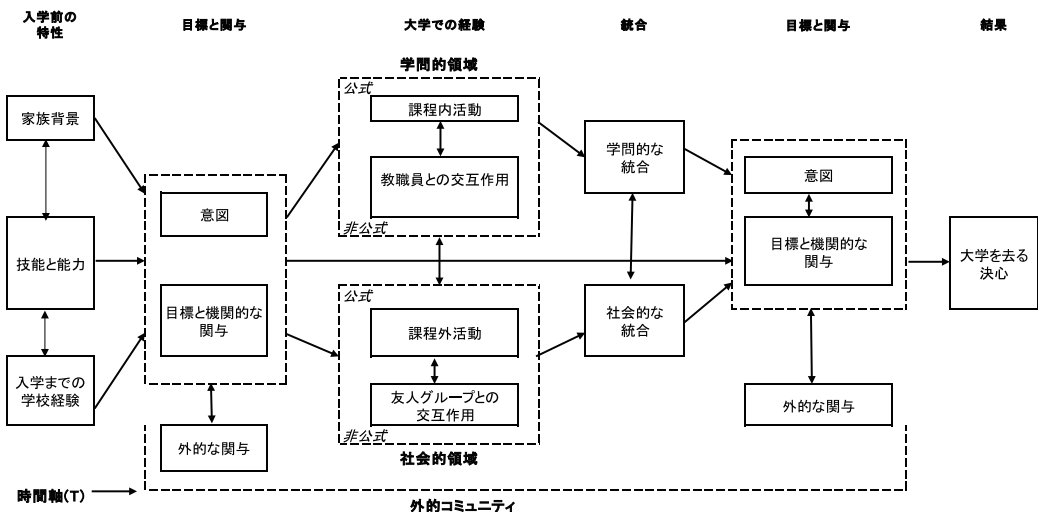 入学前の
特性
目標と関与
大学での経験
統合
目標と関与
結果
学問的領域
公式
家族背景
課程内活動
教職員との交互作用
非公式
学問的な
統合
意図
意図
技能と能力
目標と機関的な
関与
大学を去る
決心
公式
目標と機関的な
関与
課程外活動
社会的な
統合
入学までの
学校経験
友人グループとの
交互作用
非公式
外的な関与
外的な関与
社会的領域
時間軸(T)
外的コミュニティ